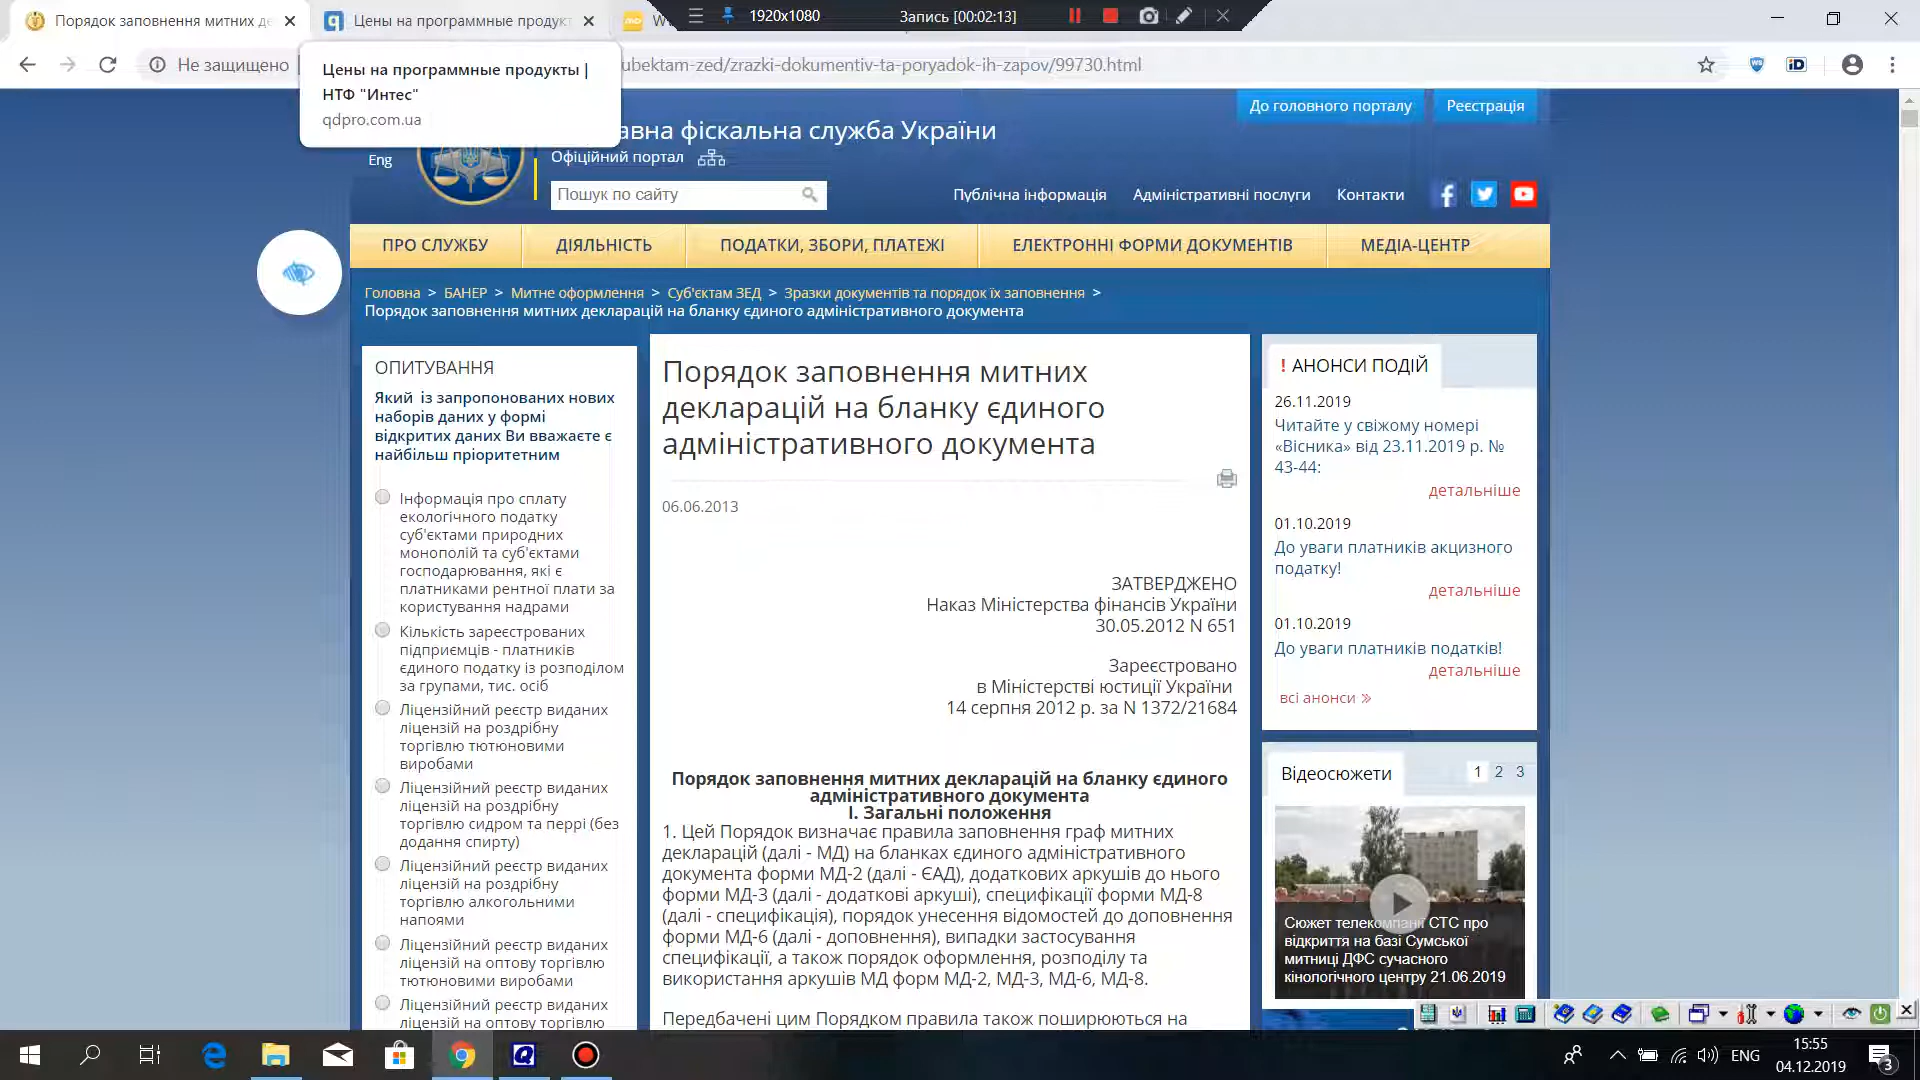 Порядок заповнення митних де
Цены на программные продукт
1920x1080
Запись [00:02:13]
Не защищено
ubektam-zed/zrazki-dokumentiv-ta-poryadok-ih-zapov/99730.html
Цены на программные продукты |
НТФ "Интес"
qdpro.com.ua
До головного порталу
Реєстрація
авна фіскальна служба України
Eng
Офіційний портал
Пошук по сайту
Публічна інформація
Адміністративні послуги
Контакти
ПРО СЛУЖБУ
ДІЯЛЬНІСТЬ
ПОДАТКИ, ЗБОРИ, ПЛАТЕЖІ
ЕЛЕКТРОННІ ФОРМИ ДОКУМЕНТІВ
МЕДІА-ЦЕНТР
Головна > БАНЕР > Митне оформлення > Суб'єктам ЗЕД > Зразки документів та порядок їх заповнення >
Порядок заповнення митних декларацій на бланку єдиного адміністративного документа
ОПИТУВАННЯ
Який із запропонованих нових
наборів даних у формі
відкритих даних Ви вважаєте є
найбільш пріоритетним
Інформація про сплату
екологічного податку
суб'єктами природних
монополій та суб'єктами
господарювання, які є
платниками рентної плати за
користування надрами
Кількість зареєстрованих
підприємців - платників
єдиного податку із розподілом
за групами, тис. осіб
Ліцензійний реєстр виданих
ліцензій на роздрібну
торгівлю тютюновими
виробами
Ліцензійний реєстр виданих
ліцензій на роздрібну
торгівлю сидром та перрі (без
додання спирту)
Ліцензійний реєстр виданих
ліцензій на роздрібну
торгівлю алкогольними
напоями
Ліцензійний реєстр виданих
ліцензій на оптову торгівлю
тютюновими виробами
Ліцензійний реєстр виданих
ліцензій на оптову торгівлю
Порядок заповнення митних
декларацій на бланку єдиного
адміністративного документа
06.06.2013
ЗАТВЕРДЖЕНО
Наказ Міністерства фінансів України
30.05.2012 N 651
Зареєстровано
в Міністерстві юстиції України
14 серпня 2012 р. за N 1372/21684
Порядок заповнення митних декларацій на бланку єдиного
адміністративного документа
І. Загальні положення
1. Цей Порядок визначає правила заповнення граф митних
декларацій (далі - МД) на бланках єдиного адміністративного
документа форми МД-2 (далі - ЄАД), додаткових аркушів до нього
форми МД-3 (далі - додаткові аркуші), специфікації форми МД-8
(далі - специфікація), порядок унесення відомостей до доповнення
форми МД-6 (далі - доповнення), випадки застосування
специфікації, а також порядок оформлення, розподілу та
використання аркушів МД форм МД-2, МД-3, МД-6, МД-8.
Передбачені цим Порядком правила також поширюються на
! АНОНСИ ПОДІЙ
26.11.2019
Читайте у свіжому номері
«Вісника» від 23.11.2019 р. №
43-44:
детальніше
01.10.2019
До уваги платників акцизного
податку!
детальніше
01.10.2019
До уваги платників податків!
детальніше
всі анонси »
Відеосюжети
1 2 3
Сюжет телекомпанії СТС про
відкриття на базі Сумської
митниці ДФС сучасного
кінологічного центру 21.06.2019
ENG
15:55
04.12.2019
3